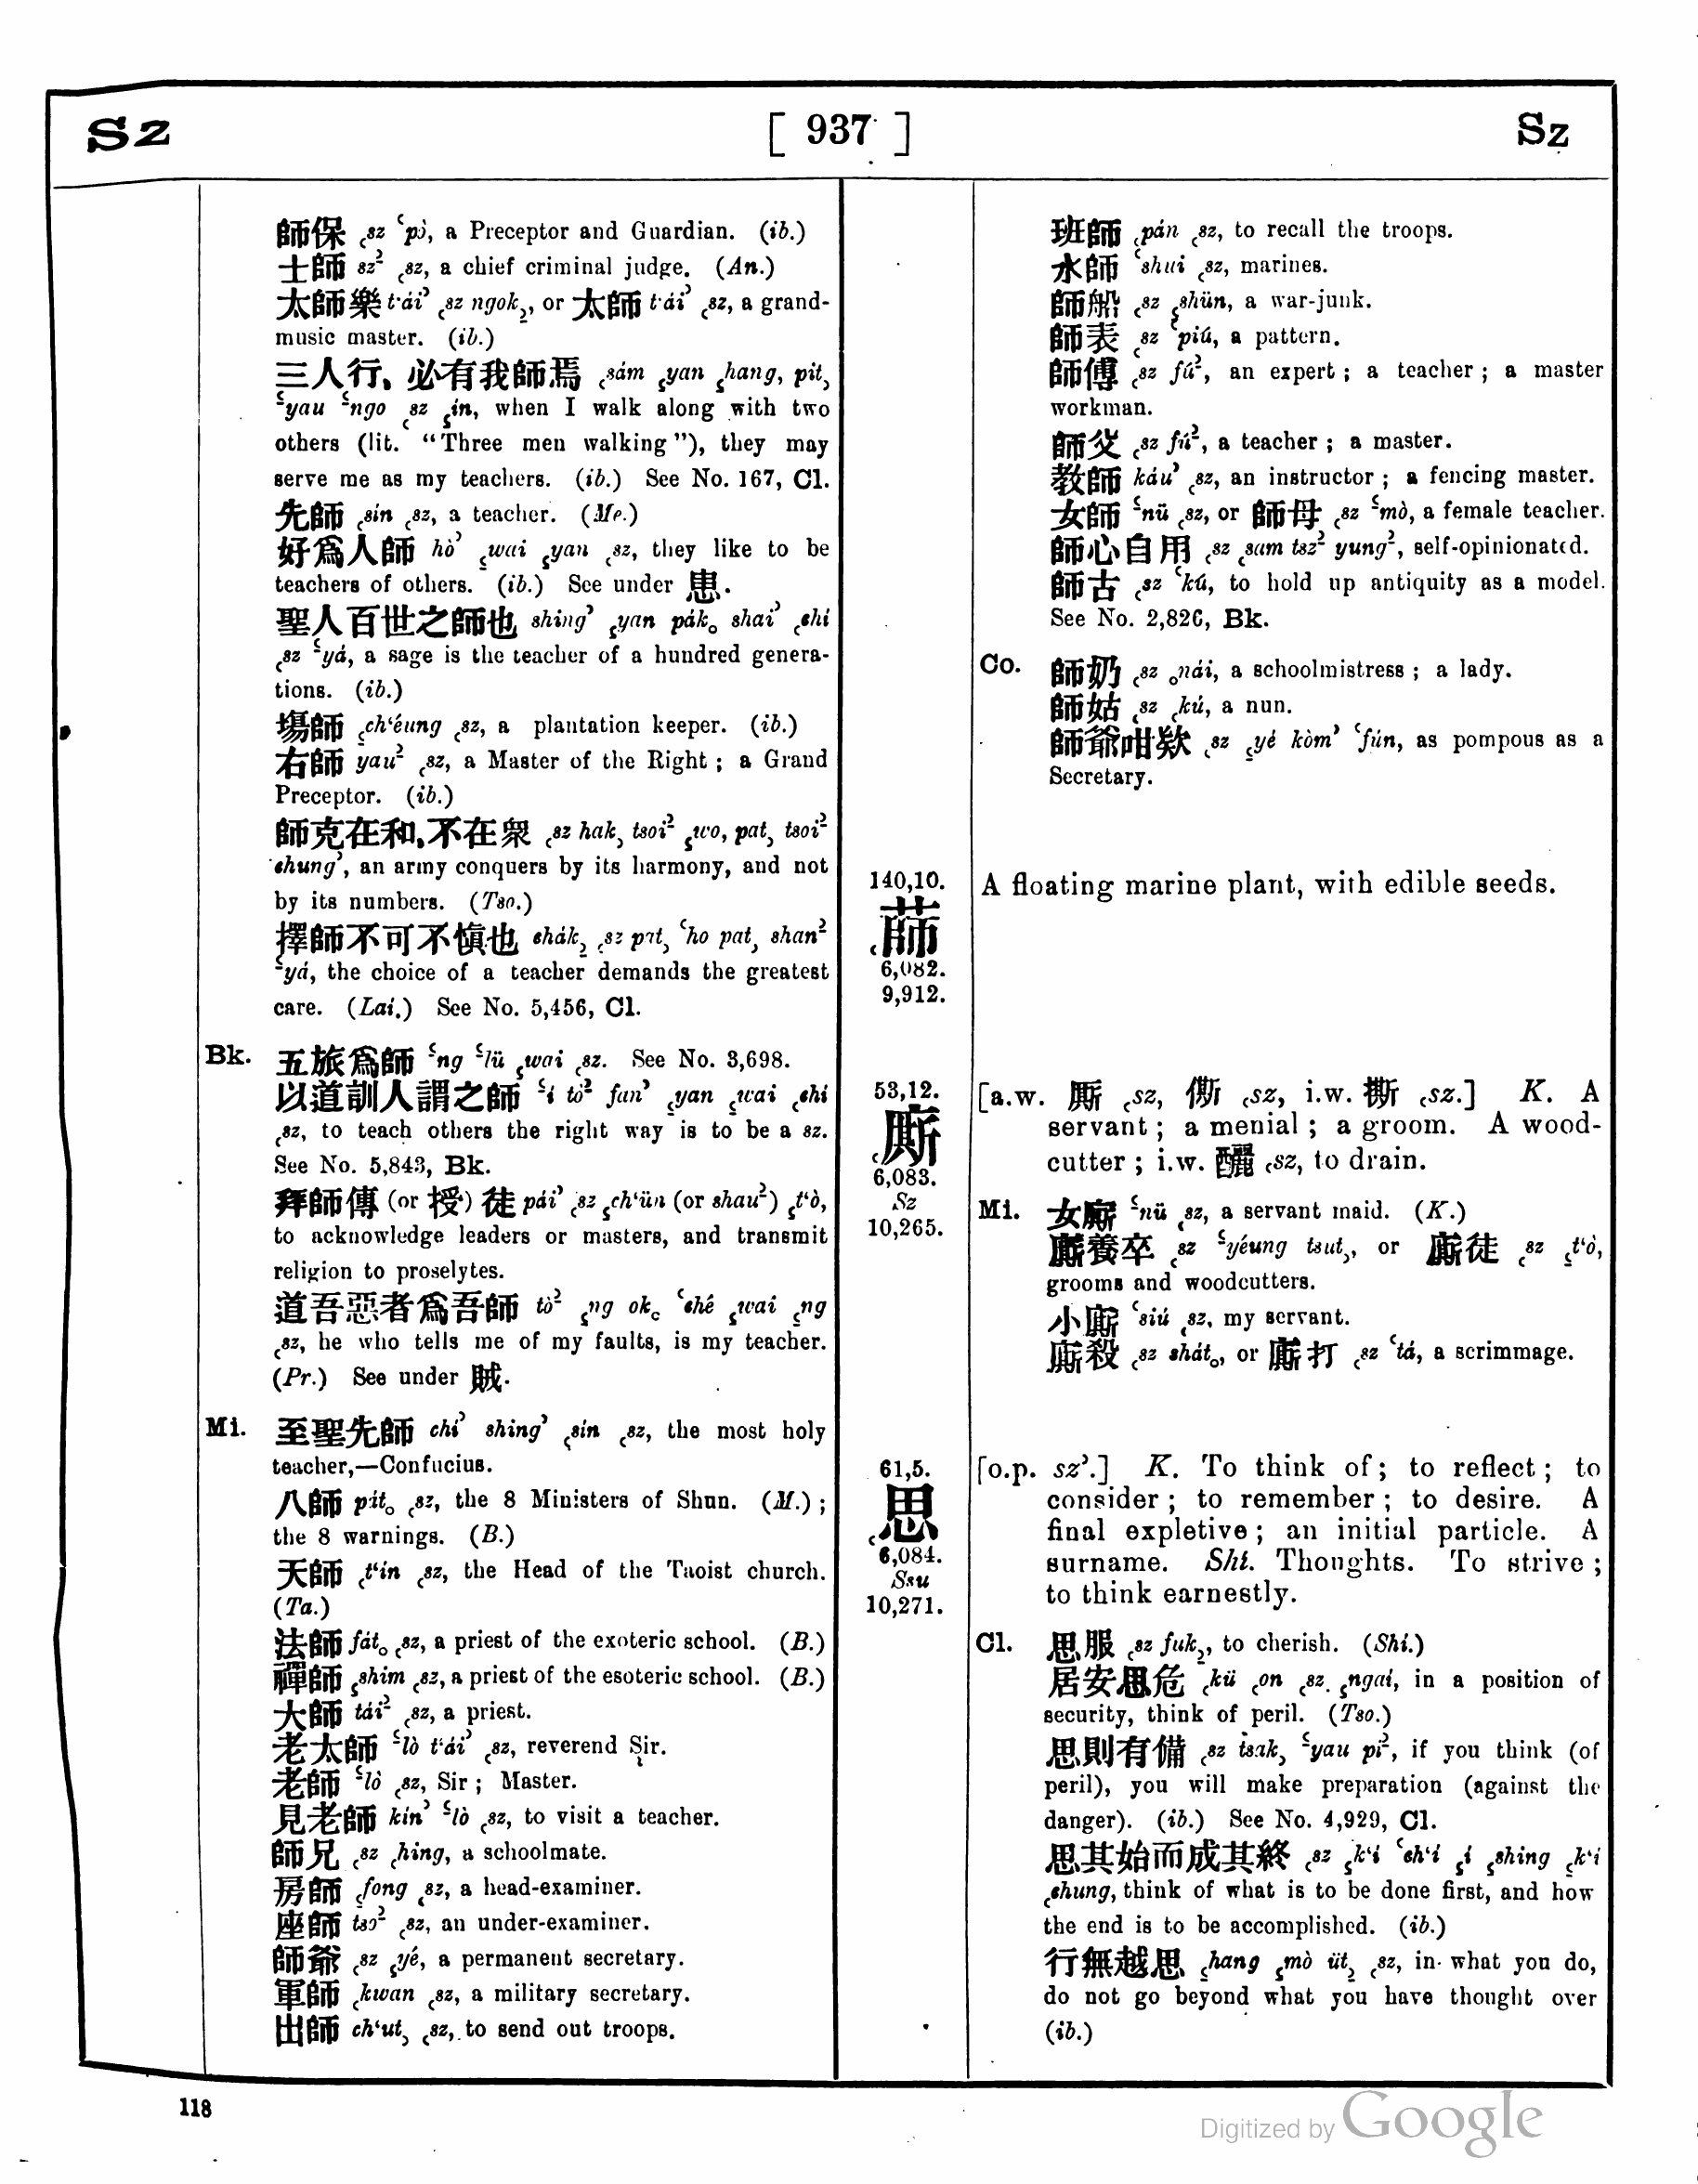 Sz
[ 937 ]
Sz
師保 ꜀sz ꜂pò, a Preceptor and Guardian. (ib.)
士師 sz² ꜀sz, a chief criminal judge. (An.)
太師樂 t'ái꜄ ꜀sz ngok꜇, or 太師 t'ái꜄ ꜀sz, a grand-
music master. (ib.)
三人行, 必有我師焉 ꜀sám ꜁yan ꜁hang, pit꜆
꜃yau ꜃ngo ꜀sz ꜁ín, when I walk along with two
others (lit. “Three men walking”), they may
serve me as my teachers. (ib.) See No. 167, Cl.
先師 ꜀sín ꜀sz, a teacher. (Me.)
好爲人師 hò꜄ ꜁wai ꜁yan ꜀sz, they like to be
teachers of others. (ib.) See under 患.
聖人百世之師也 shing꜄ ꜁yan pák꜀ shai꜄ ꜀chí
꜀sz ꜃yá, a sage is the teacher of a hundred genera-
tions. (ib.)
塲師 ꜁ch‘éung ꜀sz, a plantation keeper. (ib.)
右師 yau² ꜀sz, a Master of the Right ; a Grand
Preceptor. (ib.)
師克在和,不在衆 ꜀sz hak꜆ tsoi² ꜁wo, pat꜆ tsoi²
chung꜄, an army conquers by its harmony, and not
by its numbers. (Tso.)
擇師不可不愼也 chák꜇ ꜀sz pat꜆ ꜂ho pat꜆ shan²
꜃yá, the choice of a teacher demands the greatest
care. (Lai.) See No. 5,456, Cl.
Bk. 五旅爲師 ꜃ng ꜃lü ꜁wai ꜀sz. See No. 3,698.
以道訓人謂之師 ꜃í tò² fan꜄ ꜁yan ꜁wai ꜀chí
꜀sz, to teach others the right way is to be a sz.
See No. 5,843, Bk.
拜師傳 (or 授) 徒 pái꜄ ꜀sz ꜁ch‘ün (or shau²) ꜁t‘ò,
to acknowledge leaders or masters, and transmit
religion to proselytes.
道吾惡者爲吾師 tò² ꜁ng ok꜀ ꜂ché ꜁wai ꜁ng
꜀sz, he who tells me of my faults, is my teacher.
(Pr.) See under 賊.
Mi. 至聖先師 chí꜄ shing꜄ ꜀sín ꜀sz, the most holy
teacher,—Confucius.
八師 pát꜀ ꜀sz, the 8 Ministers of Shun. (M.) ;
the 8 warnings. (B.)
天師 ꜀t‘ín ꜀sz, the Head of the Taoist church.
(Ta.)
法師 fát꜀ ꜀sz, a priest of the exoteric school. (B.)
禪師 ꜁shim ꜀sz, a priest of the esoteric school. (B.)
大師 tái² ꜀sz, a priest.
老太師 ꜃lò t‘ái꜄ ꜀sz, reverend Sir.
老師 ꜃lò ꜀sz, Sir ; Master.
見老師 kín꜄ ꜃lò ꜀sz, to visit a teacher.
師兄 ꜀sz ꜀hing, a schoolmate.
房師 ꜁fong ꜀sz, a head-examiner.
座師 tso² ꜀sz, an under-examiner.
師爺 ꜀sz ꜁yé, a permanent secretary.
軍師 ꜀kwan ꜀sz, a military secretary.
出師 ch‘ut꜆ ꜀sz, to send out troops.
118
班師 ꜀pán ꜀sz, to recall the troops.
水師 ꜂shui ꜀sz, marines.
師船 ꜀sz ꜁shün, a war-junk.
師表 ꜀sz ꜂piú, a pattern.
師傅 ꜀sz fú², an expert ; a teacher ; a master
workman.
師父 ꜀sz fú², a teacher ; a master.
教師 káu꜄ ꜀sz, an instructor ; a fencing master.
女師 ꜃nü ꜀sz, or 師母 ꜀sz ꜃mò, a female teacher.
師心自用 ꜀sz ꜀sam tsz² yung², self-opinionated.
師古 ꜀sz ꜂kú, to hold up antiquity as a model.
See No. 2,826, Bk.
Co. 師奶 ꜀sz ꜀nái, a schoolmistress ; a lady.
師姑 ꜀sz ꜀kú, a nun.
師爺咁欵 ꜀sz ꜁yé kòm꜄ ꜂fún, as pompous as a
Secretary.
140,10.
꜀蒒
6,082.
9,912.
A floating marine plant, with edible seeds.
53,12.
꜀廝
6,083.
Sz
10,265.
[a.w. 厮 ꜀sz, 傂 ꜀sz, i.w. 撕 ꜀sz.] K. A
servant ; a menial ; a groom. A wood-
cutter ; i.w. 釃 ꜀sz, to drain.
Mi. 女廝 ꜃nü ꜀sz, a servant maid. (K.)
廝養卒 ꜀sz ꜃yéung tsut꜆, or 廝徒 ꜀sz ꜁t‘ò,
grooms and woodcutters.
小廝 ꜂siú ꜀sz, my servant.
廝殺 ꜀sz shát꜀, or 廝打 ꜀sz ꜂tá, a scrimmage.
61,5.
꜀思
6,084.
Ssu
10,271.
[o.p. sz꜄.] K. To think of ; to reflect ; to
consider ; to remember ; to desire. A
final expletive ; an initial particle. A
surname. Shí. Thoughts. To strive ;
to think earnestly.
Cl. 思服 ꜀sz fuk꜇, to cherish. (Shí.)
居安思危 ꜀kü ꜀on ꜀sz ꜁ngai, in a position of
security, think of peril. (Tso.)
思則有備 ꜀sz tsak꜆ ꜃yau pí², if you think (of
peril), you will make preparation (against the
danger). (ib.) See No. 4,929, Cl.
思其始而成其終 ꜀sz ꜁k‘í ꜂ch‘í ꜁í ꜁shing ꜁k‘í
꜀chung, think of what is to be done first, and how
the end is to be accomplished. (ib.)
行無越思 ꜁hang ꜁mò üt꜇ ꜀sz, in what you do,
do not go beyond what you have thought over
(ib.)
Digitized by Google